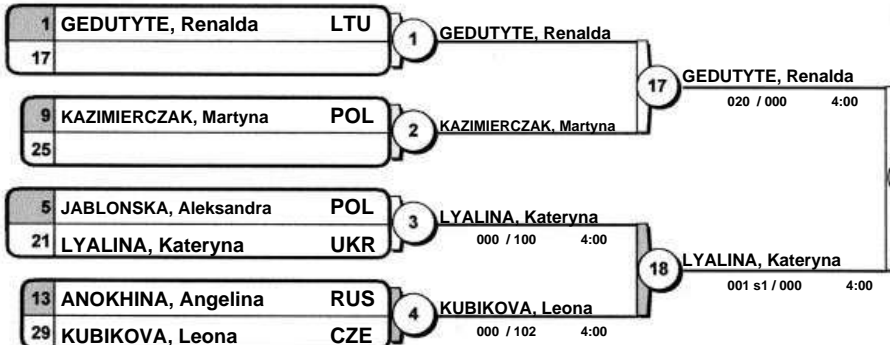 1 GEDUTYTE, Renalda LTU
17
1
GEDUTYTE, Renalda
9 KAZIMIERCZAK, Martyna POL
25
2
KAZIMIERCZAK, Martyna
17
GEDUTYTE, Renalda
020 / 000 4:00
5 JABLONSKA, Aleksandra POL
21 LYALINA, Kateryna UKR
3
LYALINA, Kateryna
000 / 100 4:00
13 ANOKHINA, Angelina RUS
29 KUBIKOVA, Leona CZE
4
KUBIKOVA, Leona
000 / 102 4:00
18
LYALINA, Kateryna
001 s1 / 000 4:00